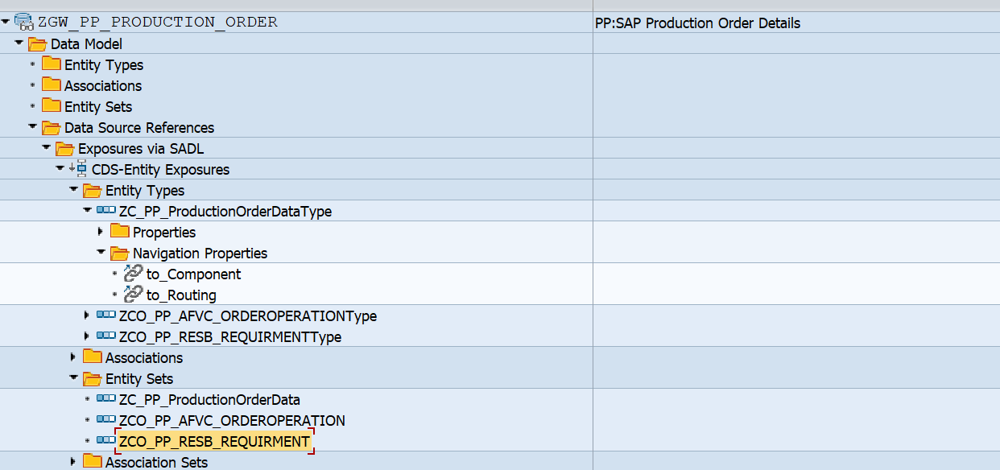 ZGW_PP_PRODUCTION_ORDER PP:SAP Production Order Details
Data Model
Entity Types
Associations
Entity Sets
Data Source References
Exposures via SADL
CDS-Entity Exposures
Entity Types
ZC_PP_ProductionOrderDataType
Properties
Navigation Properties
to_Component
to_Routing
ZCO_PP_AFVC_ORDEROPERATIONType
ZCO_PP_RESB_REQUIRMENTType
Associations
Entity Sets
ZC_PP_ProductionOrderData
ZCO_PP_AFVC_ORDEROPERATION
ZCO_PP_RESB_REQUIRMENT
Association Sets